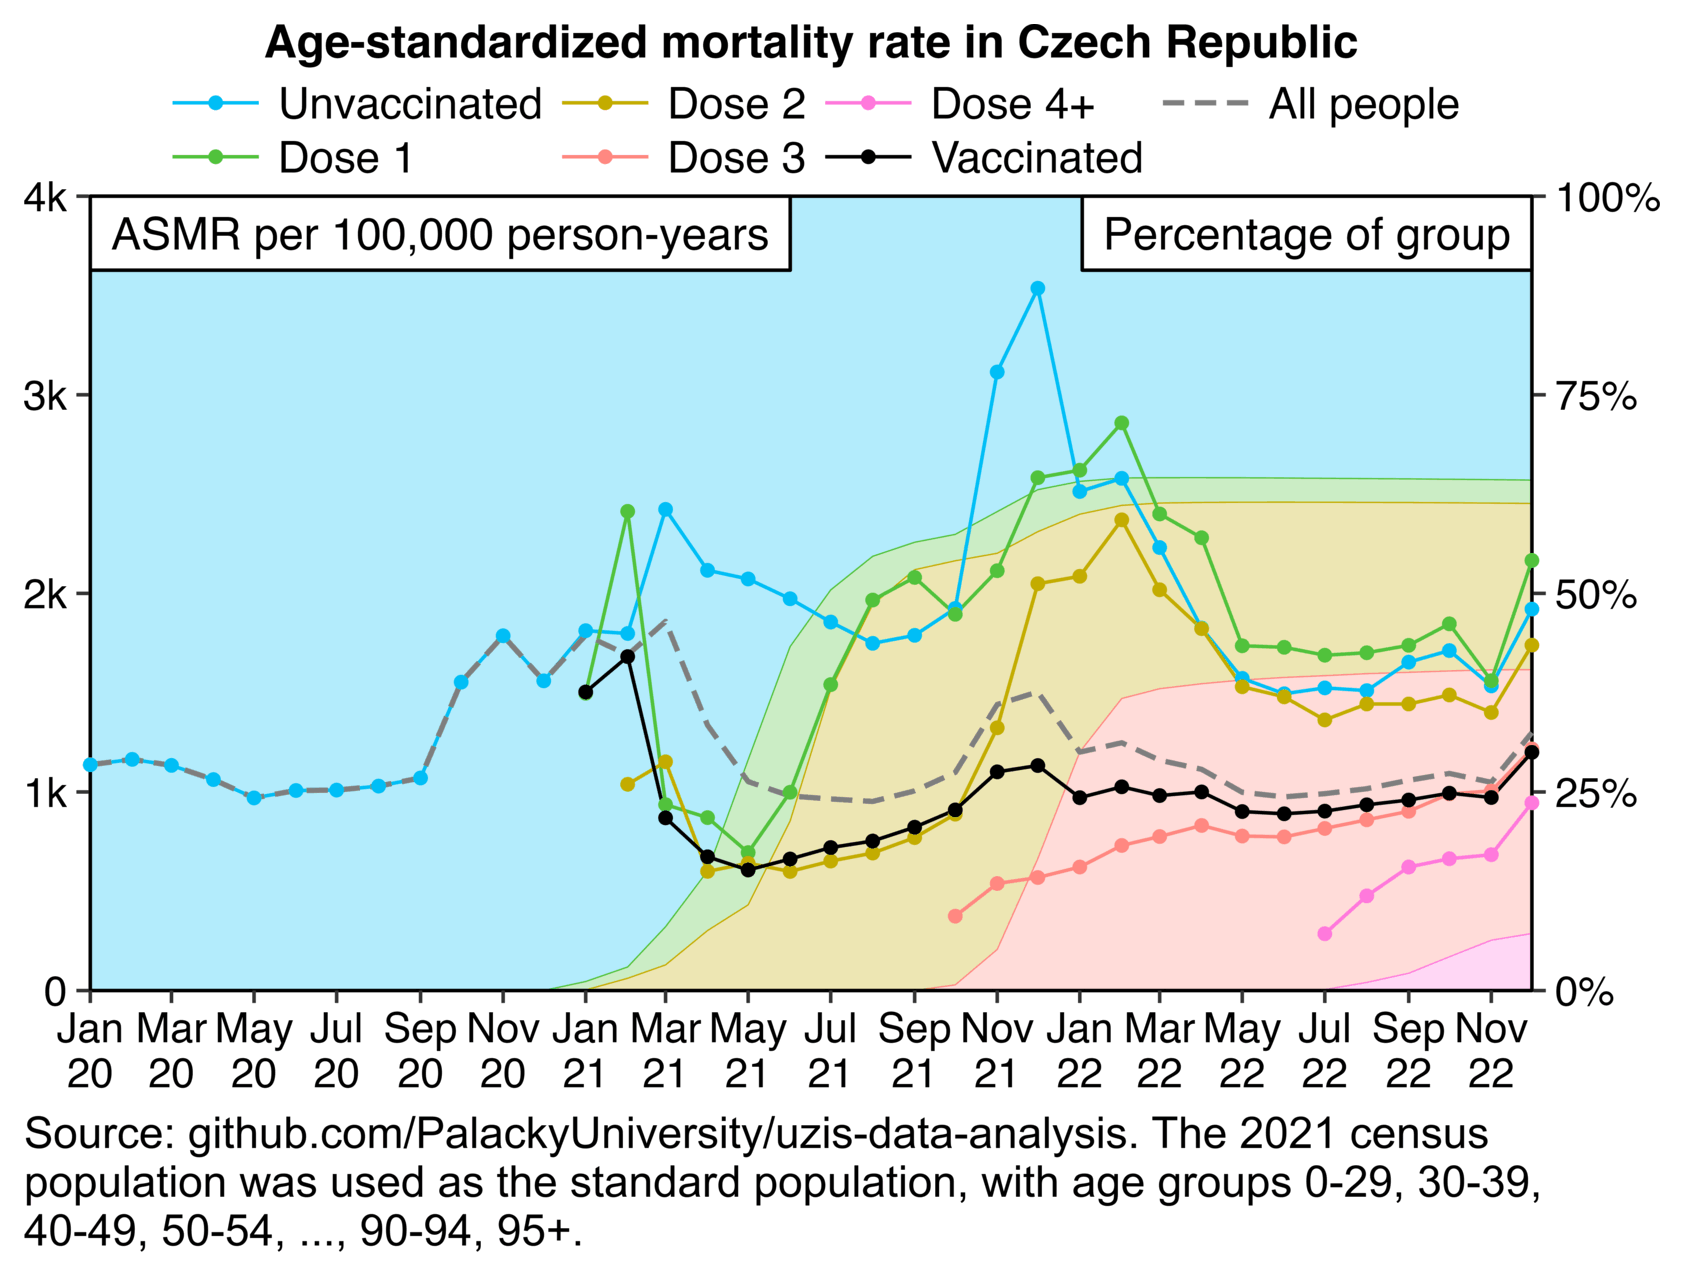 Age-standardized mortality rate in Czech Republic
Unvaccinated Dose 2 Dose 4+ All people
Dose 1 Dose 3 Vaccinated
ASMR per 100,000 person-years Percentage of group
4k 100%
3k 75%
2k 50%
1k 25%
0 0%
Jan Mar May Jul Sep Nov Jan Mar May Jul Sep Nov Jan Mar May Jul Sep Nov
20 20 20 20 20 20 21 21 21 21 21 21 22 22 22 22 22 22
Source: github.com/PalackyUniversity/uzis-data-analysis. The 2021 census
population was used as the standard population, with age groups 0-29, 30-39,
40-49, 50-54, ..., 90-94, 95+.